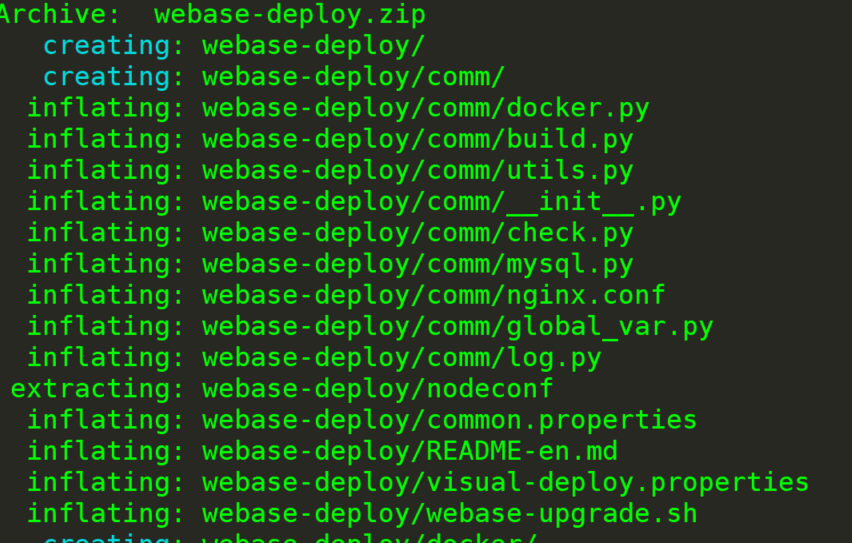 Archive:  webase-deploy.zip
   creating: webase-deploy/
   creating: webase-deploy/comm/
  inflating: webase-deploy/comm/docker.py
  inflating: webase-deploy/comm/build.py
  inflating: webase-deploy/comm/utils.py
  inflating: webase-deploy/comm/__init__.py
  inflating: webase-deploy/comm/check.py
  inflating: webase-deploy/comm/mysql.py
  inflating: webase-deploy/comm/nginx.conf
  inflating: webase-deploy/comm/global_var.py
  inflating: webase-deploy/comm/log.py
 extracting: webase-deploy/nodeconf
  inflating: webase-deploy/common.properties
  inflating: webase-deploy/README-en.md
  inflating: webase-deploy/visual-deploy.properties
  inflating: webase-deploy/webase-upgrade.sh
   creating: webase-deploy/docker/